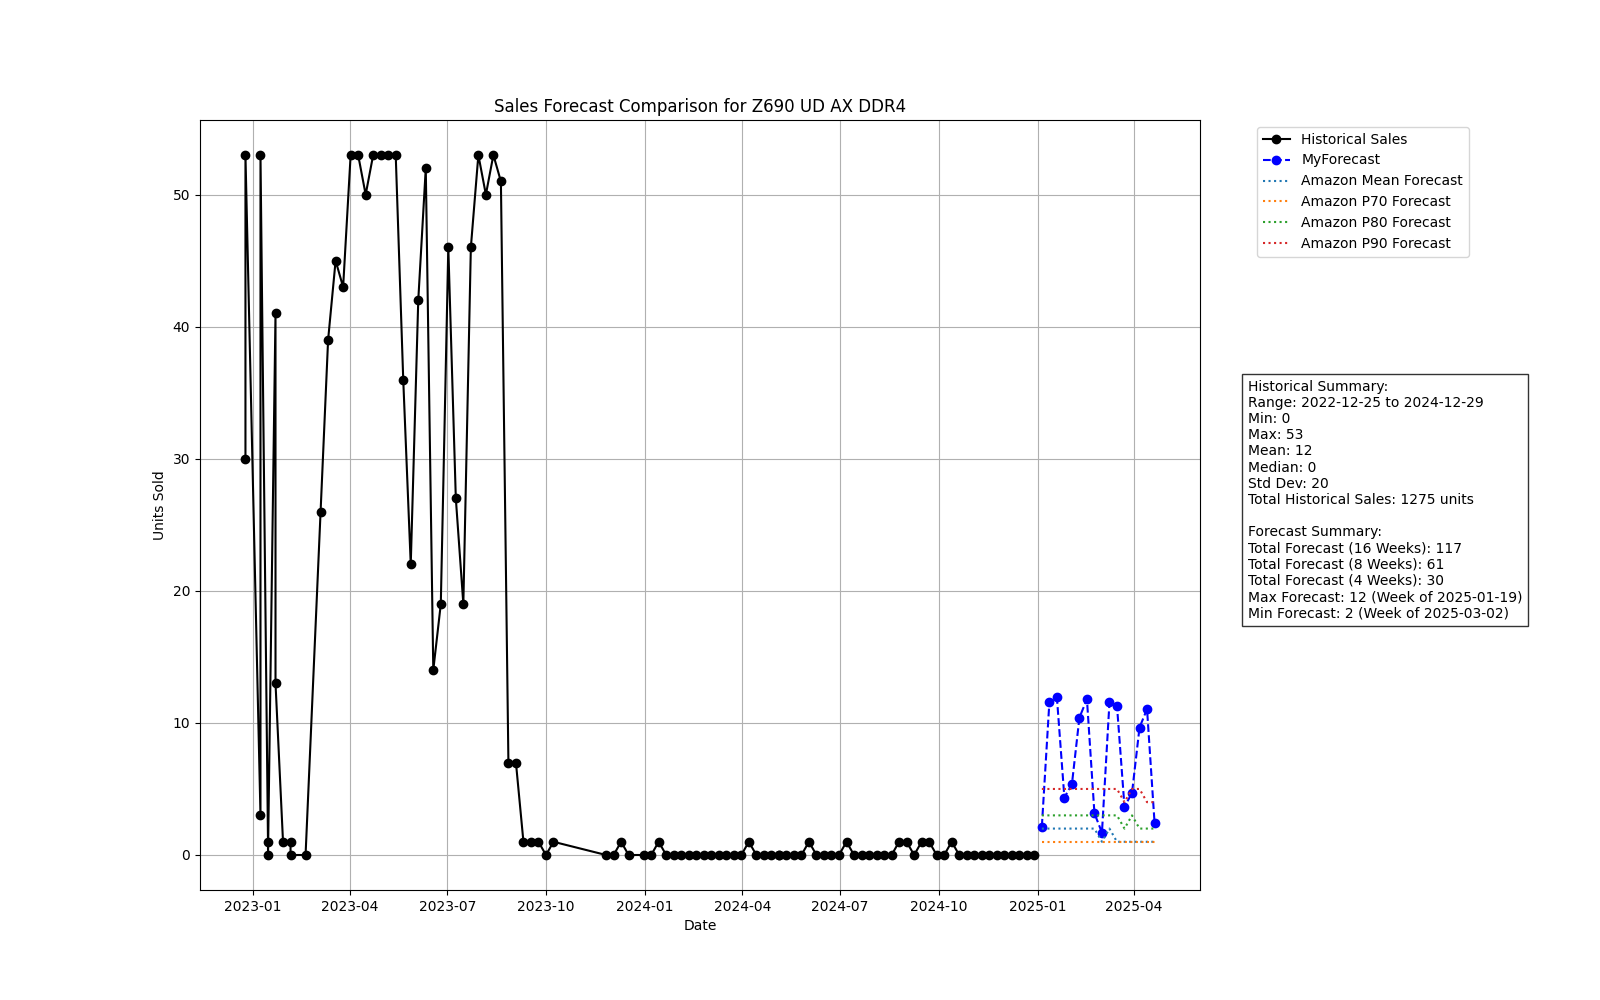 Sales Forecast Comparison for Z690 UD AX DDR4
Historical Sales
MyForecast
Amazon Mean Forecast
Amazon P70 Forecast
Amazon P80 Forecast
Amazon P90 Forecast
Units Sold
50
40
30
20
10
0
2023-01
2023-04
2023-07
2023-10
2024-01
2024-04
2024-07
2024-10
2025-01
2025-04
Date
Historical Summary:
Range: 2022-12-25 to 2024-12-29
Min: 0
Max: 53
Mean: 12
Median: 0
Std Dev: 20
Total Historical Sales: 1275 units
Forecast Summary:
Total Forecast (16 Weeks): 117
Total Forecast (8 Weeks): 61
Total Forecast (4 Weeks): 30
Max Forecast: 12 (Week of 2025-01-19)
Min Forecast: 2 (Week of 2025-03-02)